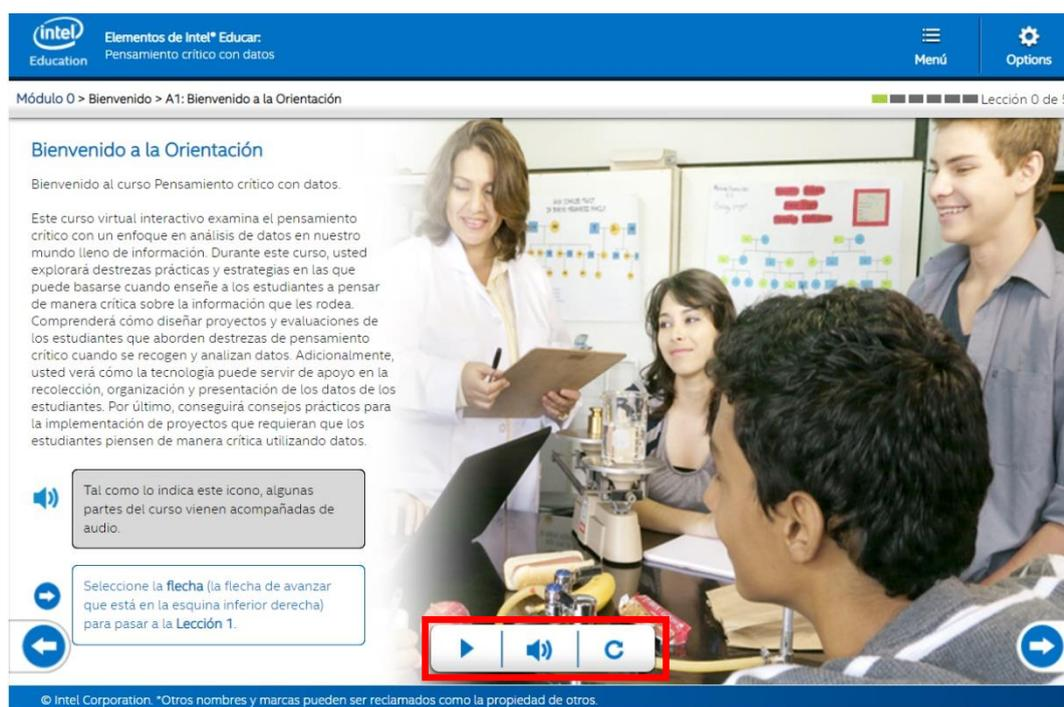 intel
Education
Elementos de Intel® Educar:
Pensamiento crítico con datos
Menú
Options
Módulo 0 > Bienvenido > A1: Bienvenido a la Orientación
Lección 0 de
Bienvenido a la Orientación
Bienvenido al curso Pensamiento crítico con datos.
Este curso virtual interactivo examina el pensamiento
crítico con un enfoque en análisis de datos en nuestro
mundo lleno de información. Durante este curso, usted
explorará destrezas prácticas y estrategias en las que
puede basarse cuando enseñe a los estudiantes a pensar
de manera crítica sobre la información que les rodea.
Comprenderá cómo diseñar proyectos y evaluaciones de
los estudiantes que aborden destrezas de pensamiento
crítico cuando se recogen y analizan datos. Adicionalmente,
usted verá cómo la tecnología puede servir de apoyo en la
recolección, organización y presentación de los datos de los
estudiantes. Por último, conseguirá consejos prácticos para
la implementación de proyectos que requieran que los
estudiantes piensen de manera crítica utilizando datos.
Tal como lo indica este icono, algunas
partes del curso vienen acompañadas de
audio.
Seleccione la flecha (la flecha de avanzar
que está en la esquina inferior derecha)
para pasar a la Lección 1.
© Intel Corporation. *Otros nombres y marcas pueden ser reclamados como la propiedad de otros.